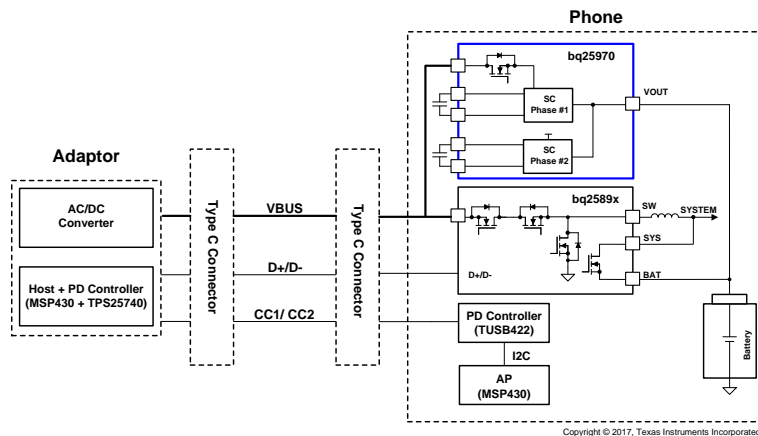 Phone
bq25970
VOUT
SC
Phase #1
SC
Phase #2
Adaptor
AC/DC
Converter
Host + PD Controller
(MSP430 + TPS25740)
Type C Connector
VBUS
D+/D-
CC1/ CC2
Type C Connector
bq2589x
SW
SYSTEM
SYS
BAT
D+/D-
PD Controller
(TUSB422)
I2C
AP
(MSP430)
Battery
Copyright © 2017, Texas Instruments Incorporated